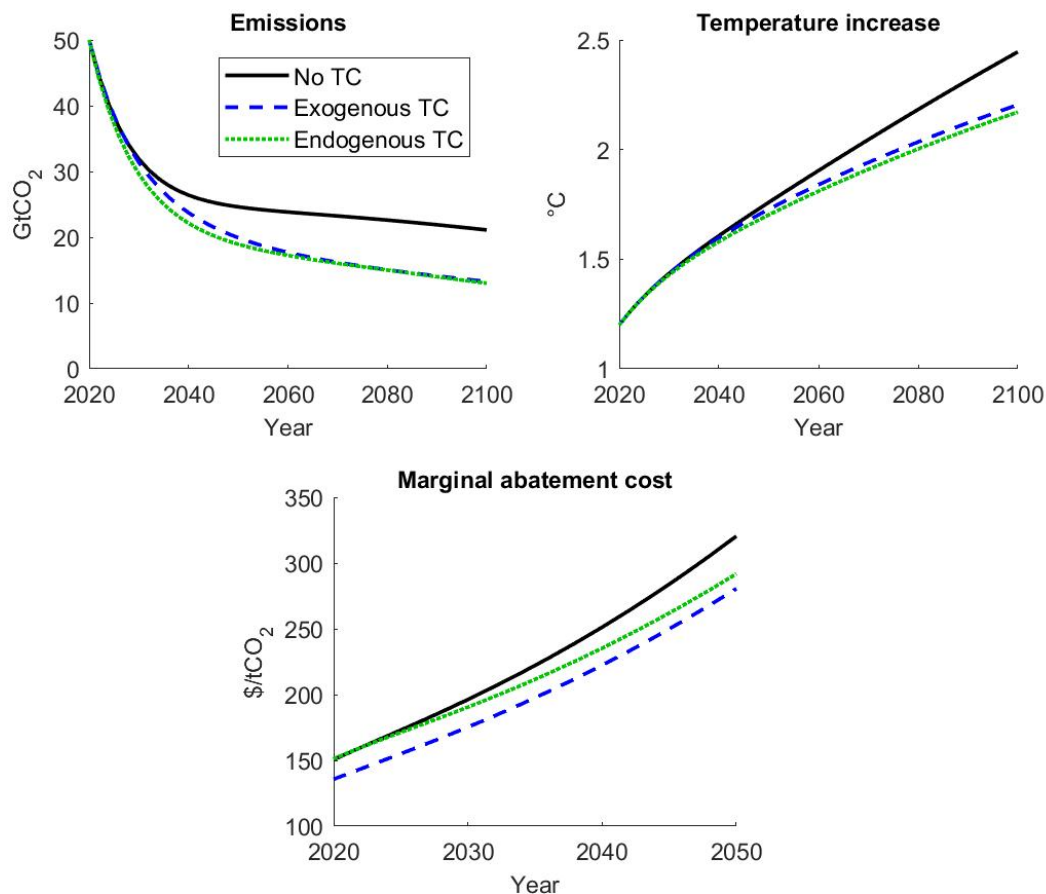 Emissions
50
40
30
20
10
0
GtCO2
2020 2040 2060 2080 2100
Year
No TC
Exogenous TC
Endogenous TC
Temperature increase
2.5
2
1.5
1
°C
2020 2040 2060 2080 2100
Year
Marginal abatement cost
350
300
250
200
150
100
$/tCO2
2020 2030 2040 2050
Year